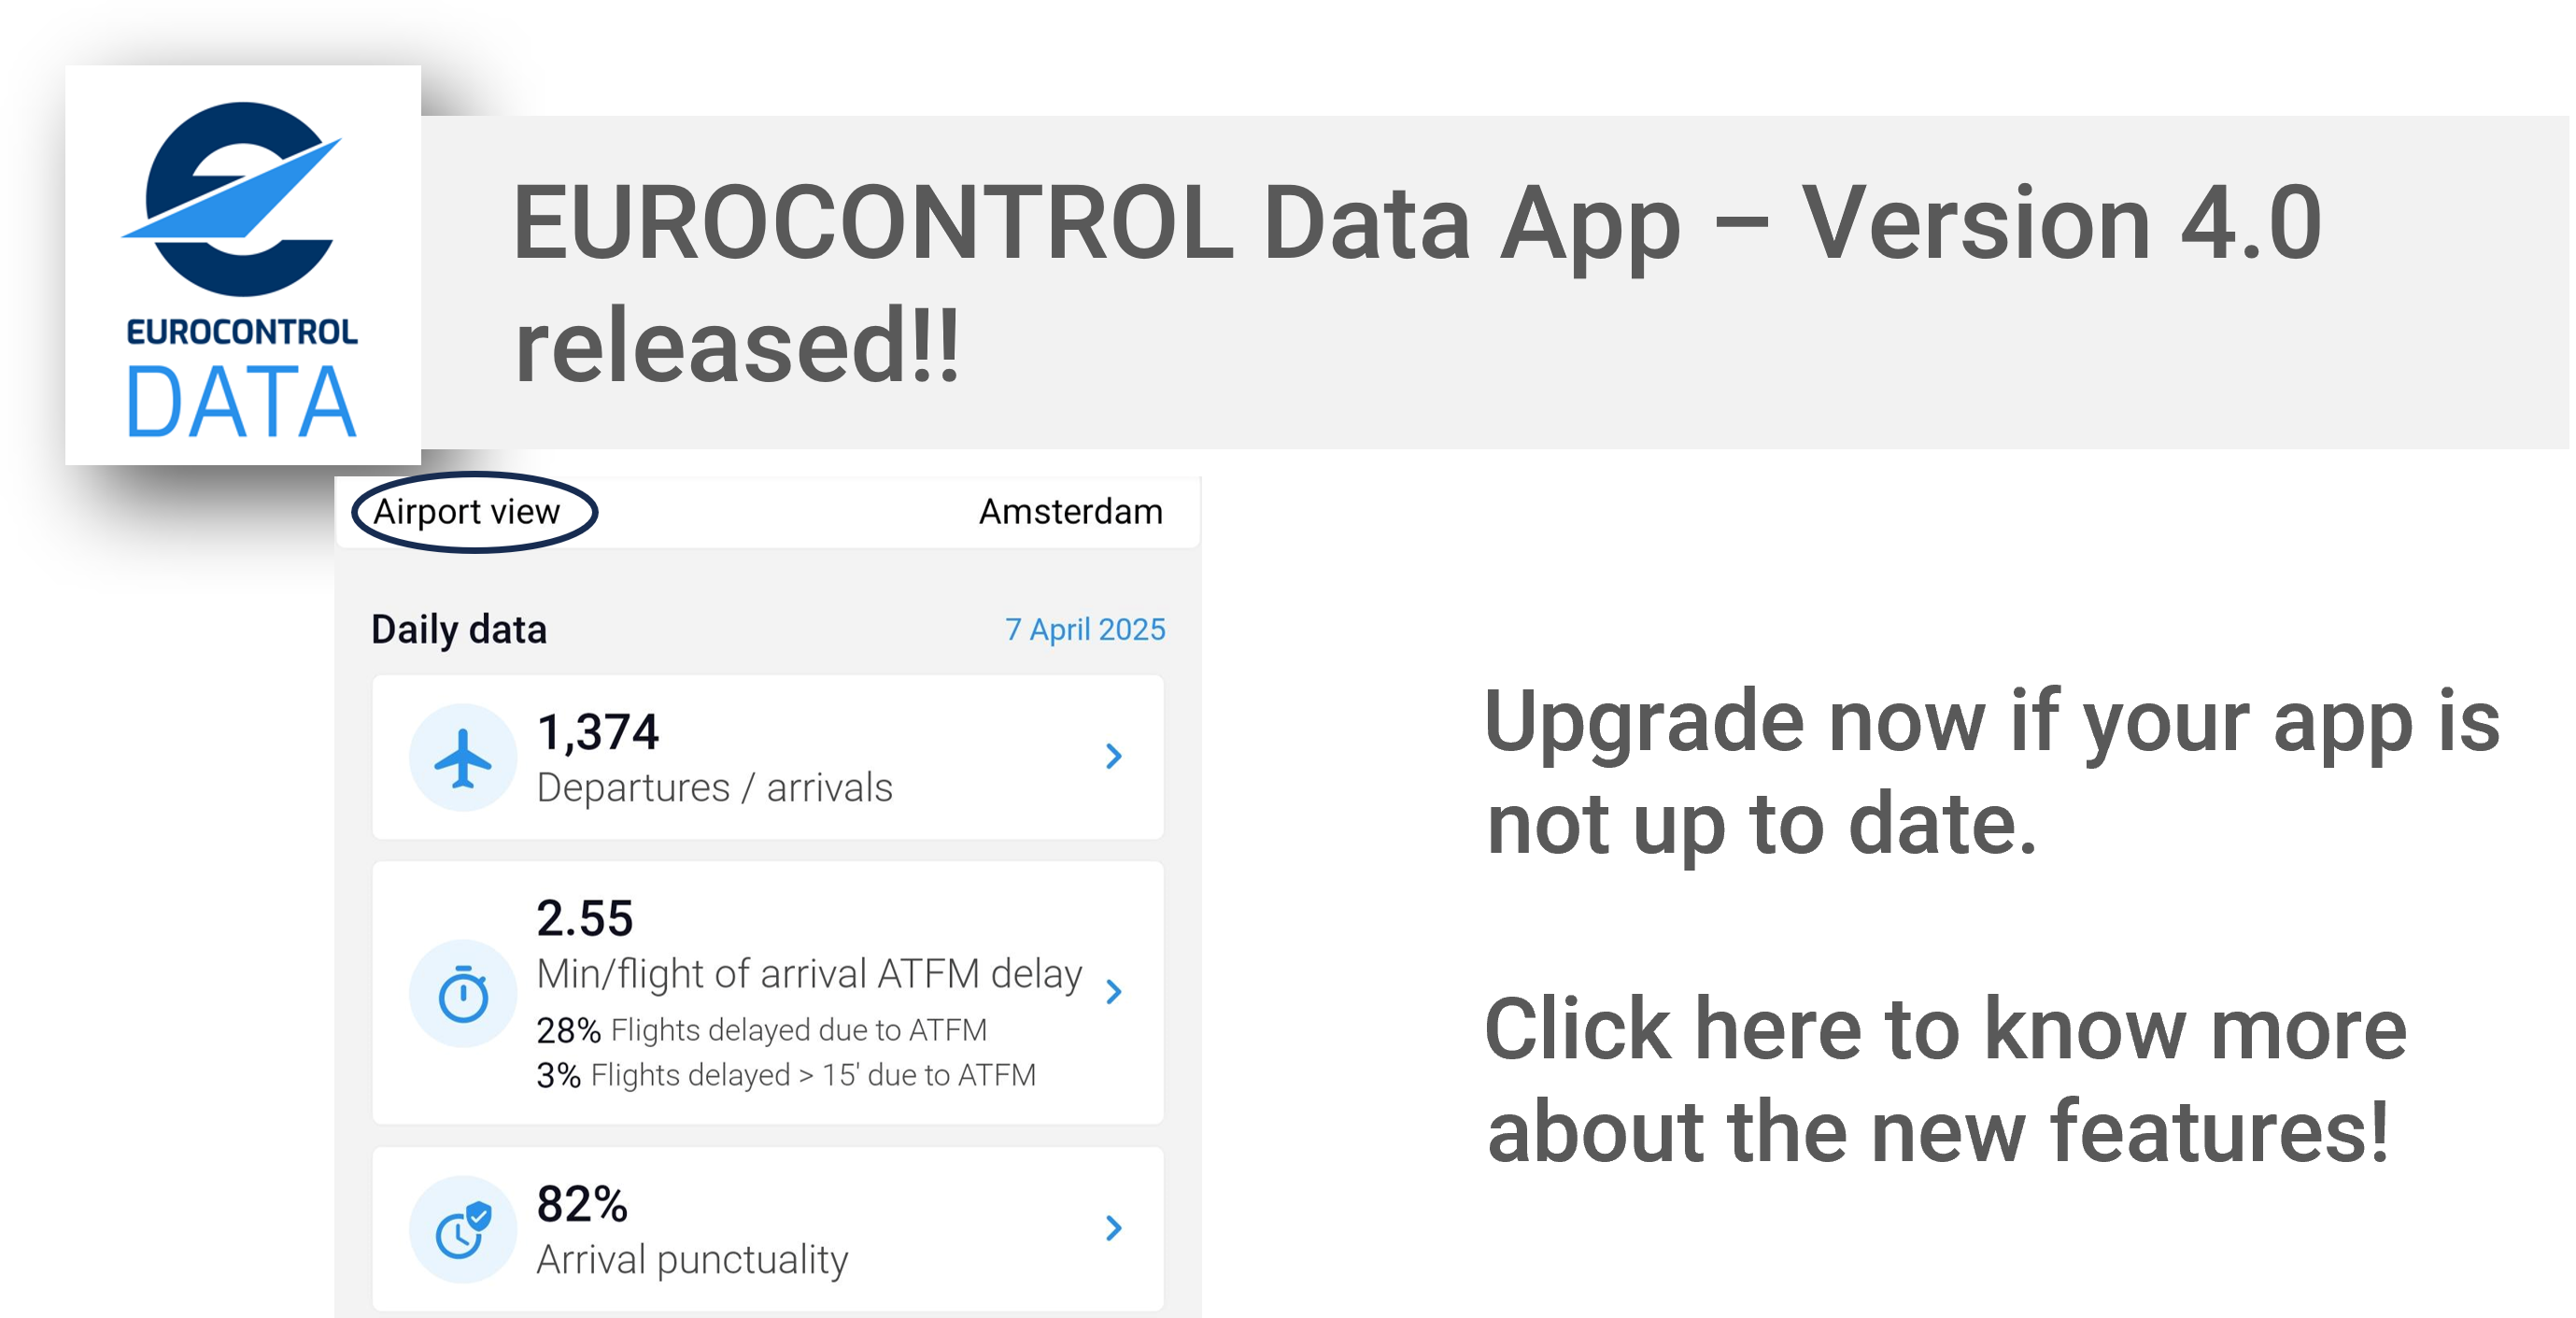 EUROCONTROL
DATA
EUROCONTROL Data App – Version 4.0
released!!
Airport view
Amsterdam
Daily data
7 April 2025
1,374
Departures / arrivals
2.55
Min/flight of arrival ATFM delay
28% Flights delayed due to ATFM
3% Flights delayed > 15' due to ATFM
82%
Arrival punctuality
Upgrade now if your app is
not up to date.
Click here to know more
about the new features!